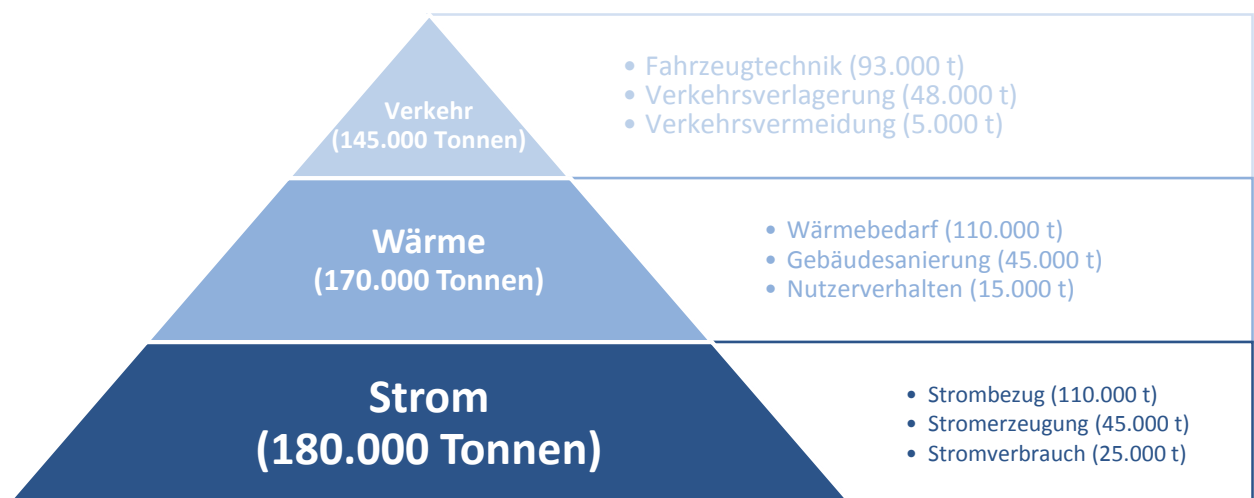 Verkehr
(145.000 Tonnen)
• Fahrzeugtechnik (93.000 t)
• Verkehrsverlagerung (48.000 t)
• Verkehrsvermeidung (5.000 t)
Wärme
(170.000 Tonnen)
• Wärmebedarf (110.000 t)
• Gebäudesanierung (45.000 t)
• Nutzerverhalten (15.000 t)
Strom
(180.000 Tonnen)
• Strombezug (110.000 t)
• Stromerzeugung (45.000 t)
• Stromverbrauch (25.000 t)